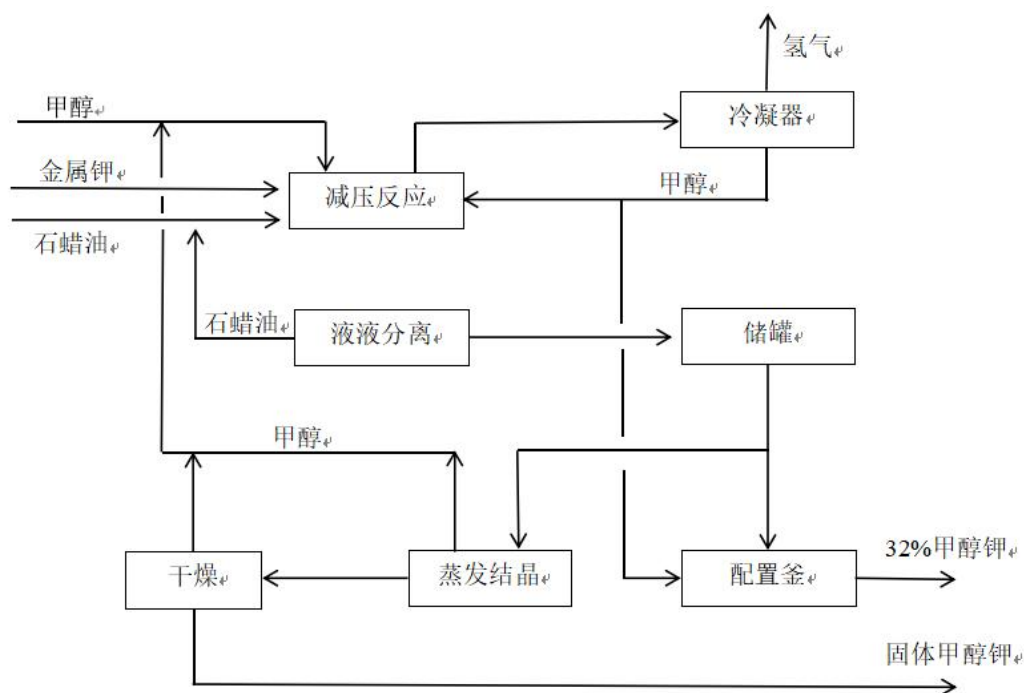 氢气
甲醇
冷凝器
金属钾
减压反应
甲醇
石蜡油
石蜡油
液液分离
储罐
甲醇
干燥
蒸发结晶
配置釜
32%甲醇钾
固体甲醇钾